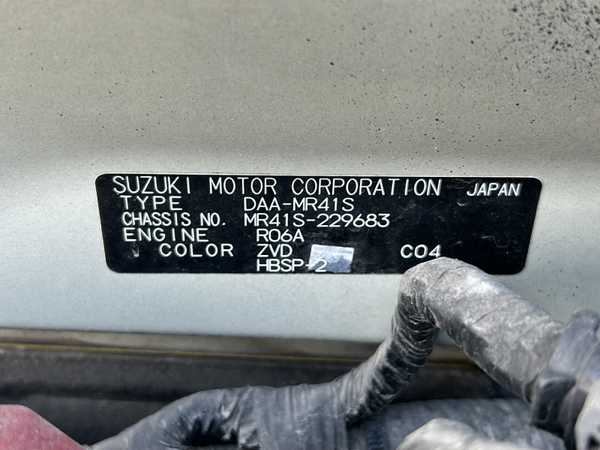 SUZUKI MOTOR CORPORATION JAPAN
TYPE DAA-MR41S
CHASSIS NO. MR41S-229683
ENGINE R06A
COLOR ZVD C04
HBSP-2